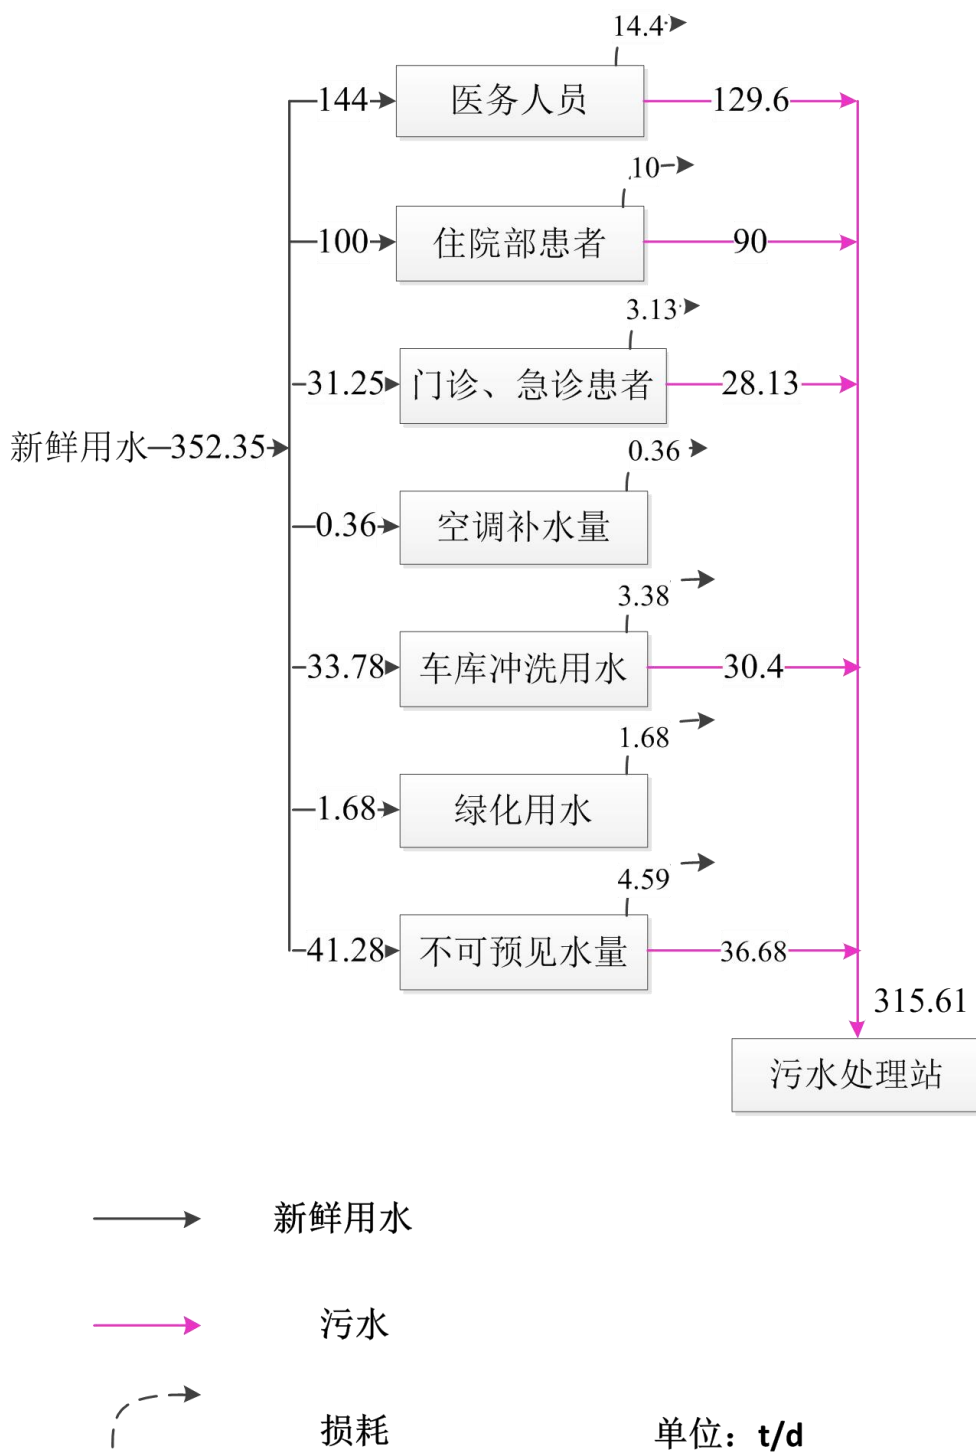 14.4
144 医务人员 129.6
10
100 住院部患者 90
3.13
31.25 门诊、急诊患者 28.13
新鲜用水 352.35
0.36
0.36 空调补水量
3.38
33.78 车库冲洗用水 30.4
1.68
1.68 绿化用水
4.59
41.28 不可预见水量 36.68
315.61
污水处理站
新鲜用水
污水
损耗 单位：t/d